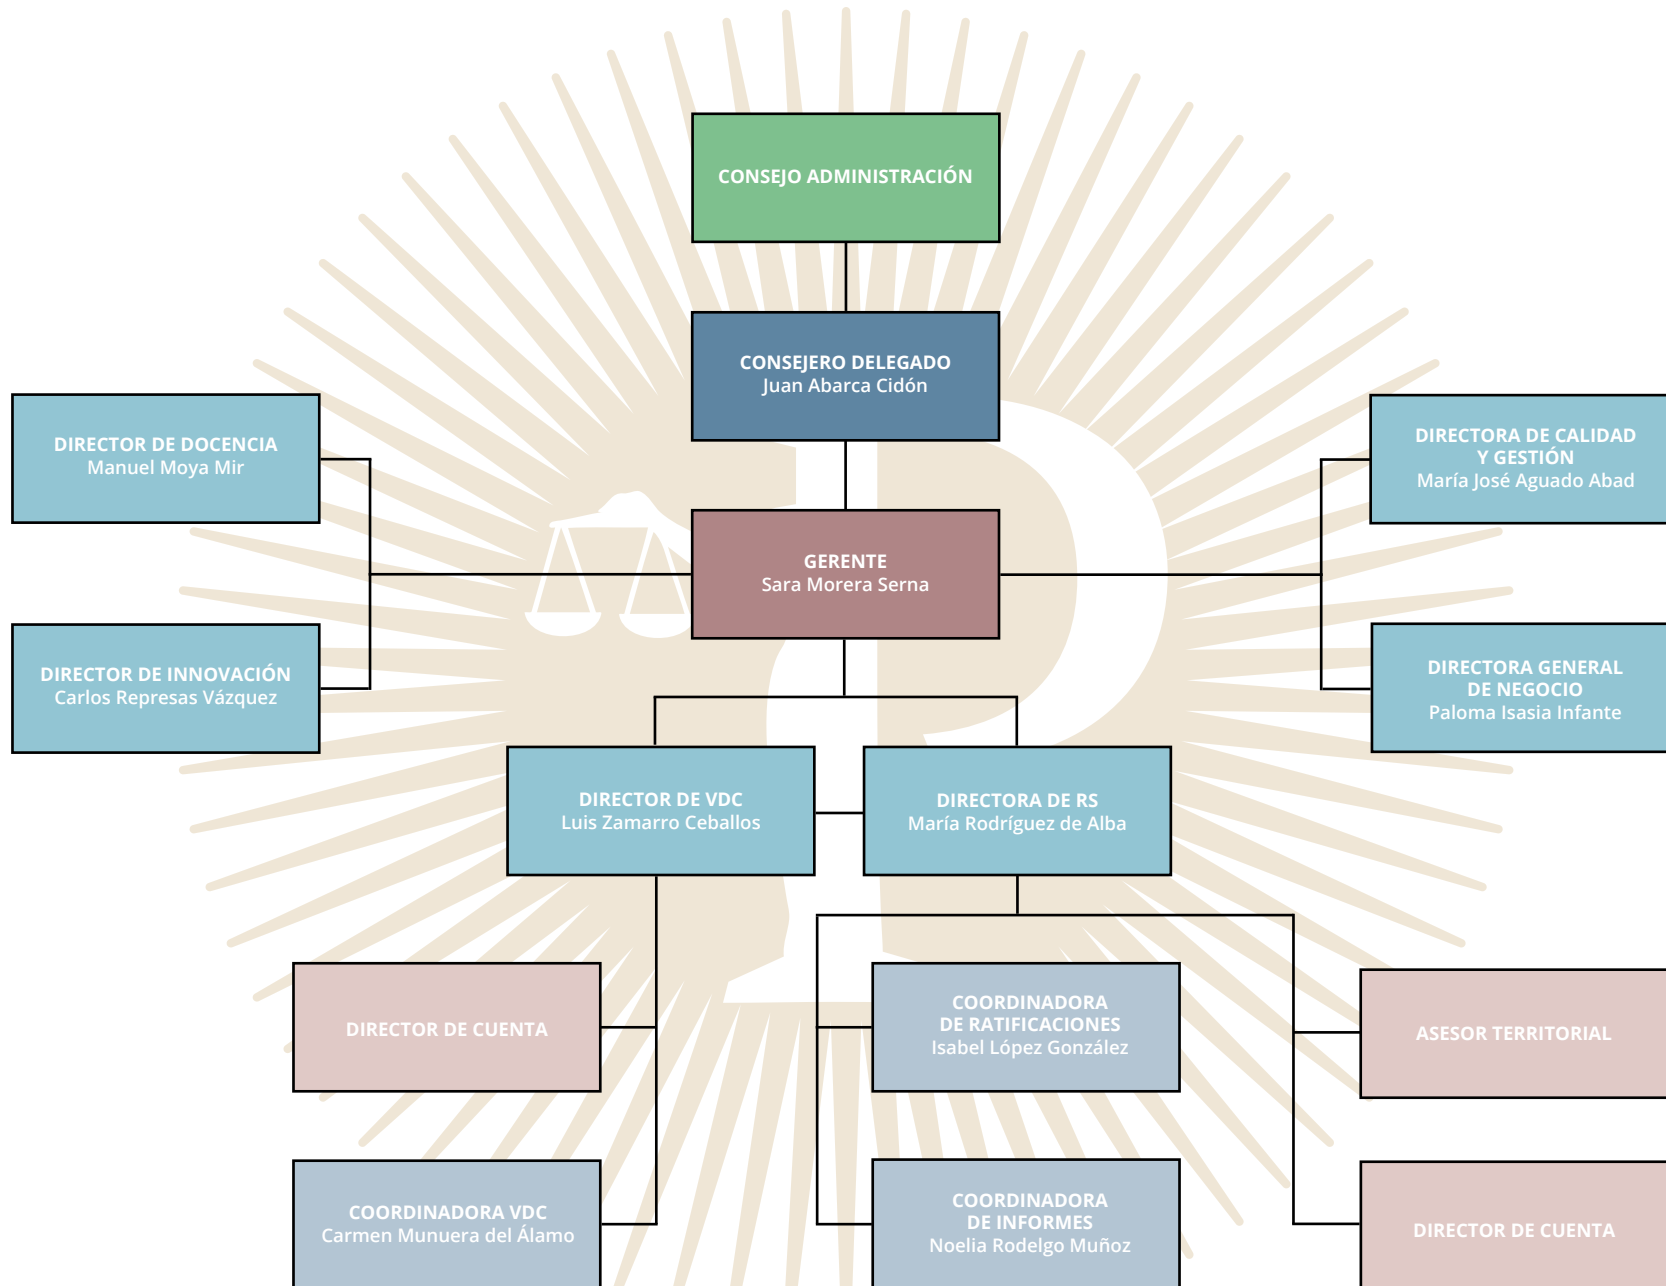 CONSEJO ADMINISTRACIÓN
CONSEJERO DELEGADO
Juan Abarca Cidón
DIRECTOR DE DOCENCIA
Manuel Moya Mir
DIRECTORA DE CALIDAD
Y GESTIÓN
María José Aguado Abad
GERENTE
Sara Morera Serna
DIRECTOR DE INNOVACIÓN
Carlos Represas Vázquez
DIRECTORA GENERAL
DE NEGOCIO
Paloma Isasia Infante
DIRECTOR DE VDC
Luis Zamarro Ceballos
DIRECTORA DE RS
María Rodríguez de Alba
DIRECTOR DE CUENTA
COORDINADORA
DE RATIFICACIONES
Isabel López González
ASESOR TERRITORIAL
COORDINADORA VDC
Carmen Munuera del Álamo
COORDINADORA
DE INFORMES
Noelia Rodelgo Muñoz
DIRECTOR DE CUENTA